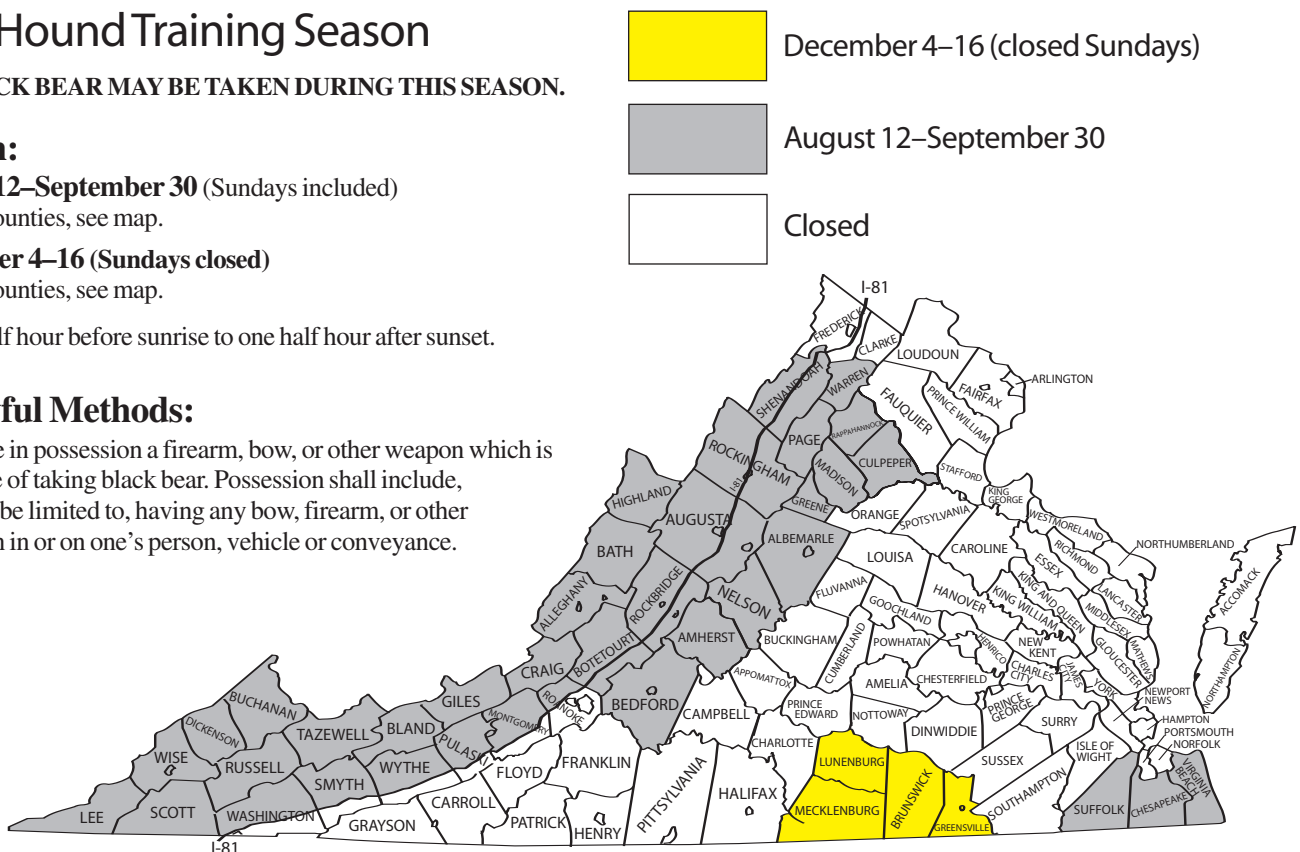 Hound Training Season
CK BEAR MAY BE TAKEN DURING THIS SEASON.
n:
12–September 30 (Sundays included)
ounties, see map.
er 4–16 (Sundays closed)
ounties, see map.
lf hour before sunrise to one half hour after sunset.
ful Methods:
e in possession a firearm, bow, or other weapon which is
e of taking black bear. Possession shall include,
be limited to, having any bow, firearm, or other
n in or on one’s person, vehicle or conveyance.
December 4–16 (closed Sundays)
August 12–September 30
Closed
I-81
FREDERICK
CLARKE
LOUDOUN
ARLINGTON
FAIRFAX
SHENANDOAH
WARREN
FAUQUIER
PRINCE WILLIAM
ROCKINGHAM
PAGE
RAPPAHANNOCK
MADISON
CULPEPER
STAFFORD
I-81
HIGHLAND
AUGUSTA
GREENE
ORANGE
SPOTSYLVANIA
KING
GEORGE
WESTMORELAND
NORTHUMBERLAND
BATH
ALBEMARLE
LOUISA
CAROLINE
ESSEX
RICHMOND
ACCOMACK
ALLEGHANY
ROCKBRIDGE
NELSON
FLUVANNA
GOOCHLAND
HANOVER
KING WILLIAM
KING AND QUEEN
LANCASTER
MIDDLESEX
MATHEWS
AMHERST
BUCKINGHAM
CUMBERLAND
POWHATAN
HENRICO
NEW
KENT
GLOUCESTER
NORTHAMPTON
CRAIG
BOTETOURT
APPOMATTOX
AMELIA
CHESTERFIELD
CHARLES
CITY
JAMES
CITY
YORK
NEWPORT
NEWS
GILES
ROANOKE
BEDFORD
CAMPBELL
PRINCE
EDWARD
NOTTOWAY
PRINCE
GEORGE
SURRY
HAMPTON
PORTSMOUTH
NORFOLK
BUCHANAN
DICKENSON
TAZEWELL
BLAND
MONTGOMERY
PULASKI
CHARLOTTE
DINWIDDIE
SUSSEX
ISLE OF
WIGHT
VIRGINIA
BEACH
WISE
RUSSELL
SMYTH
WYTHE
FLOYD
FRANKLIN
PITTSYLVANIA
HALIFAX
LUNENBURG
BRUNSWICK
SOUTHAMPTON
LEE
SCOTT
WASHINGTON
GRAYSON
CARROLL
PATRICK
HENRY
MECKLENBURG
GREENSVILLE
SUFFOLK
CHESAPEAKE
I-81